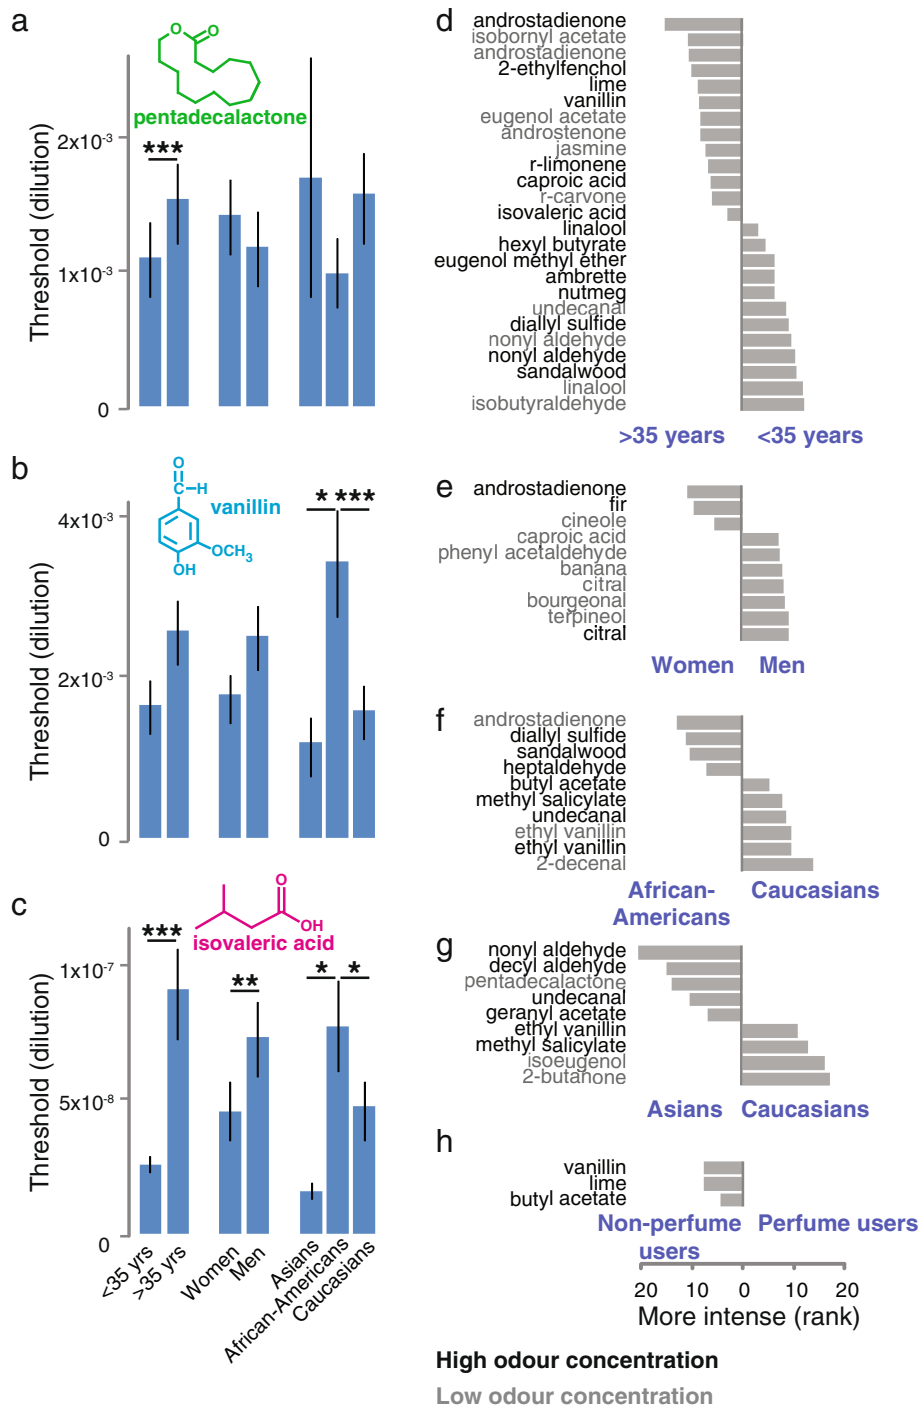 a
O
O
pentadecalactone
Threshold (dilution)
2x10⁻³
1x10⁻³
0
***
b
O
C–H
vanillin
OCH₃
OH
Threshold (dilution)
4x10⁻³
2x10⁻³
0
* ***
c
O
OH
isovaleric acid
Threshold (dilution)
1x10⁻⁷
5x10⁻⁸
0
***
**
* *
<35 yrs
>35 yrs
Women
Men
Asians
African-Americans
Caucasians
d
androstadienone
isobornyl acetate
androstadienone
2-ethylfenchol
lime
vanillin
eugenol acetate
androstenone
jasmine
r-limonene
caproic acid
r-carvone
isovaleric acid
linalool
hexyl butyrate
eugenol methyl ether
ambrette
nutmeg
undecanal
diallyl sulfide
nonyl aldehyde
nonyl aldehyde
sandalwood
linalool
isobutyraldehyde
>35 years <35 years
e
androstadienone
fir
cineole
caproic acid
phenyl acetaldehyde
banana
citral
bourgeonal
terpineol
citral
Women Men
f
androstadienone
diallyl sulfide
sandalwood
heptaldehyde
butyl acetate
methyl salicylate
undecanal
ethyl vanillin
ethyl vanillin
2-decenal
African-
Americans
Caucasians
g
nonyl aldehyde
decyl aldehyde
pentadecalactone
undecanal
geranyl acetate
ethyl vanillin
methyl salicylate
isoeugenol
2-butanone
Asians Caucasians
h
vanillin
lime
butyl acetate
Non-perfume
users
Perfume users
20 10 0 10 20
More intense (rank)
High odour concentration
Low odour concentration